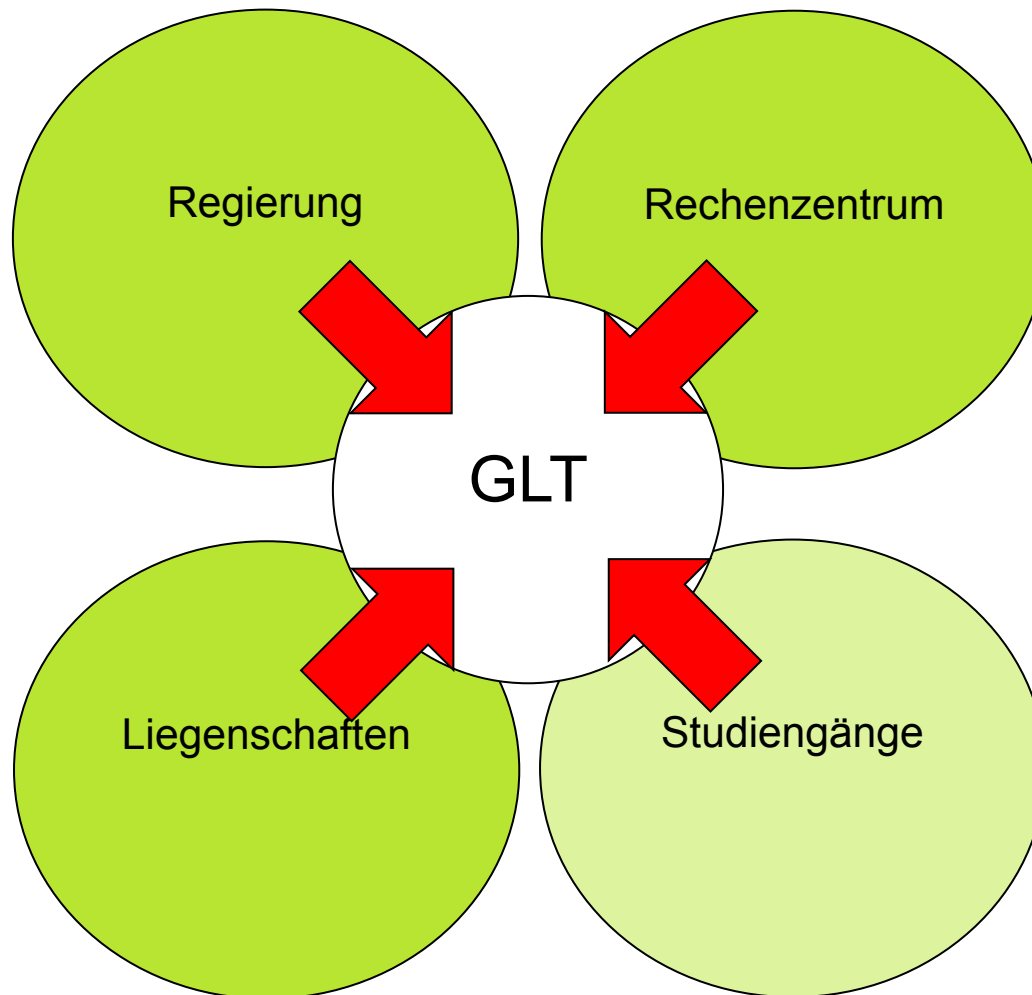 Regierung
Rechenzentrum
GLT
Liegenschaften
Studiengänge